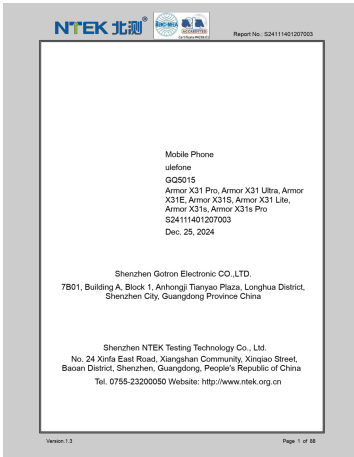 NTEK 北测®
ilac-MRA
ACCREDITED
Report No.: S24111401207003
Mobile Phone
ulefone
GQ5015
Armor X31 Pro, Armor X31 Ultra, Armor
X31E, Armor X31S, Armor X31 Lite,
Armor X31s, Armor X31s Pro
S24111401207003
Dec. 25, 2024
Shenzhen Gotron Electronic CO.,LTD.
7B01, Building A, Block 1, Anhongji Tianyao Plaza, Longhua District,
Shenzhen City, Guangdong Province China
Shenzhen NTEK Testing Technology Co., Ltd.
No. 24 Xinfa East Road, Xiangshan Community, Xinqiao Street,
Baoan District, Shenzhen, Guangdong, People's Republic of China
Tel. 0755-23200050 Website: http://www.ntek.org.cn
Version.1.3
Page 1 of 88